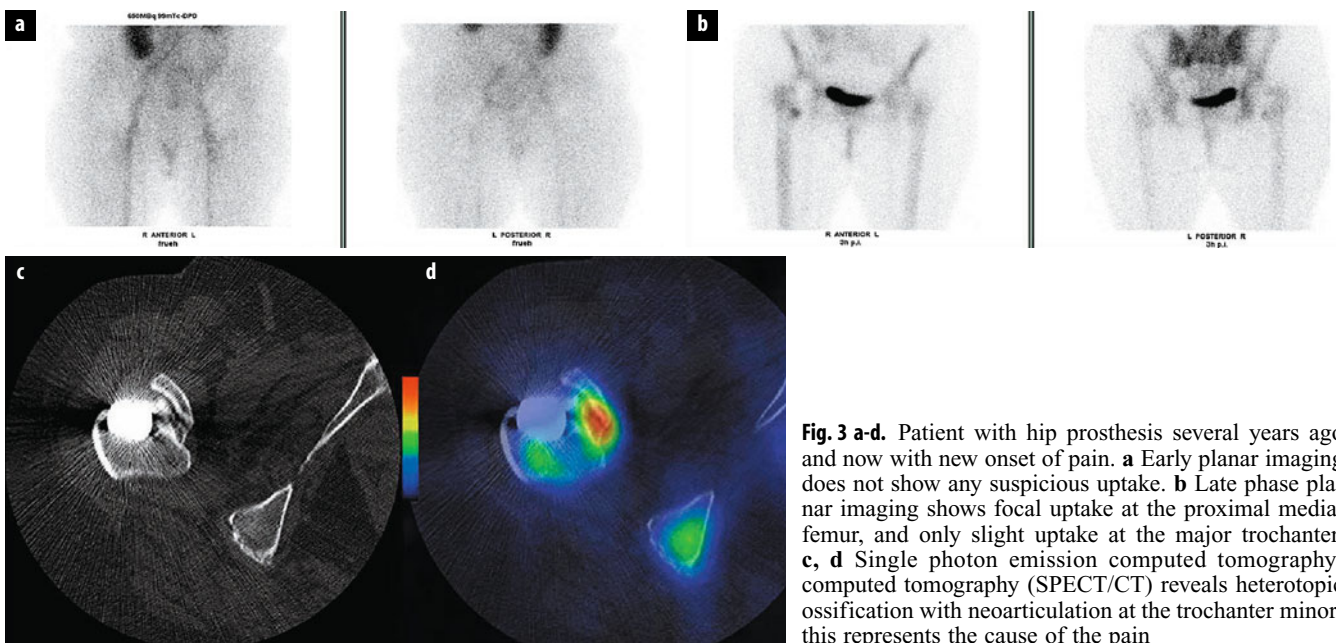 99mTc-DPD
a
b
R ANTERIOR L
frueh
L POSTERIOR R
frueh
R ANTERIOR L
3h p.i.
L POSTERIOR R
3h p.i.
c
d
Fig. 3 a-d. Patient with hip prosthesis several years ago
and now with new onset of pain. a Early planar imaging
does not show any suspicious uptake. b Late phase pla
nar imaging shows focal uptake at the proximal media
femur, and only slight uptake at the major trochanter
c, d Single photon emission computed tomography
computed tomography (SPECT/CT) reveals heterotopic
ossification with neoarticulation at the trochanter minor
this represents the cause of the pain